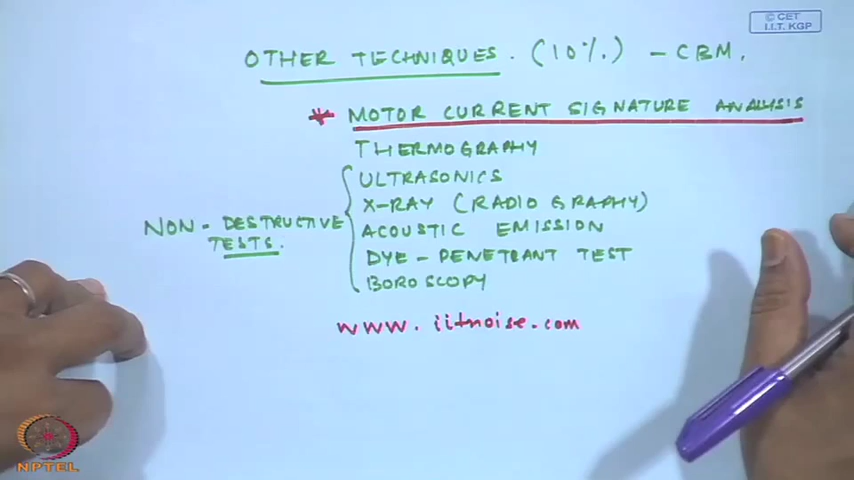 © CET
I.I.T. KGP
OTHER TECHNIQUES. (10%.) - CBM.
* MOTOR CURRENT SIGNATURE ANALYSIS
THERMOGRAPHY
ULTRASONICS
X-RAY (RADIOGRAPHY)
NON-DESTRUCTIVE TESTS.
ACOUSTIC EMISSION
DYE-PENETRANT TEST
BOROSCOPY
www.iitnoise.com
NPTEL